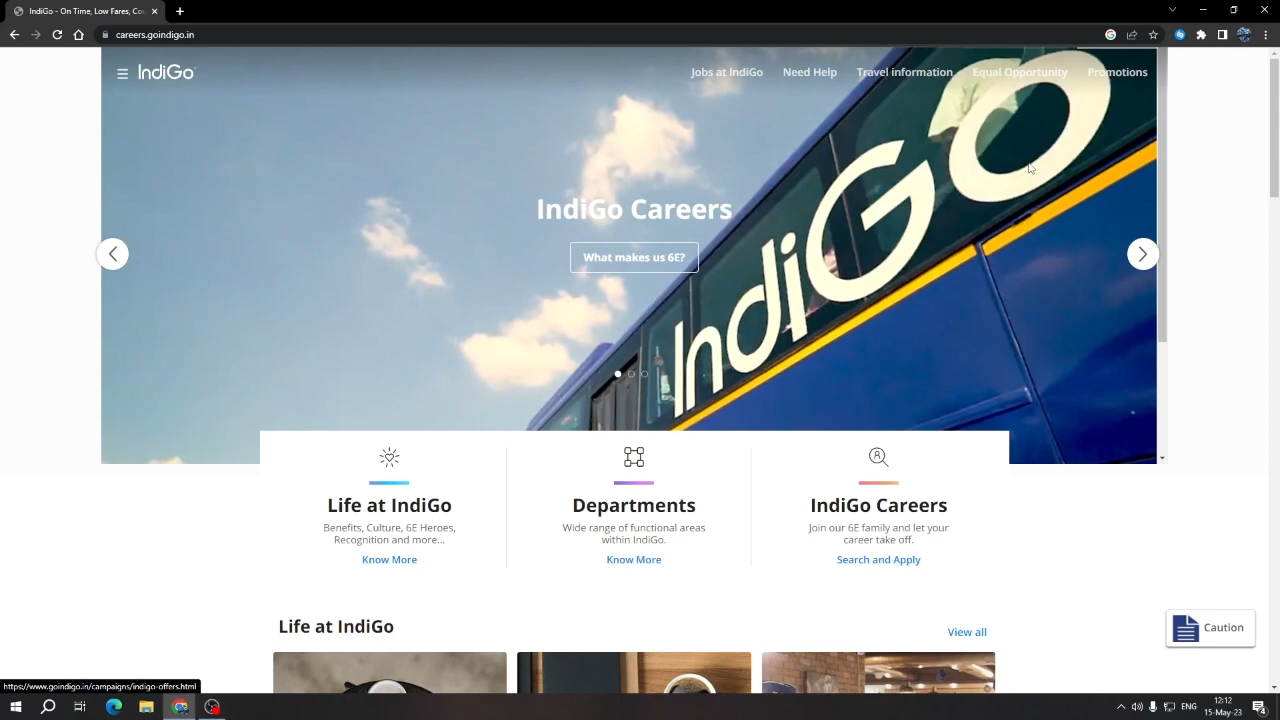 IndiGo - On Time, Low Fares, Co
careers.goindigo.in
IndiGo
Jobs at IndiGo
Need Help
Travel information
Equal Opportunity
Promotions
IndiGo
IndiGo Careers
What makes us 6E?
Life at IndiGo
Benefits, Culture, 6E Heroes,
Recognition and more...
Know More
Departments
Wide range of functional areas
within IndiGo.
Know More
IndiGo Careers
Join our 6E family and let your
career take off.
Search and Apply
Life at IndiGo
View all
Caution
https://www.goindigo.in/campaigns/indigo-offers.html
ENG
12:12
15-May-23